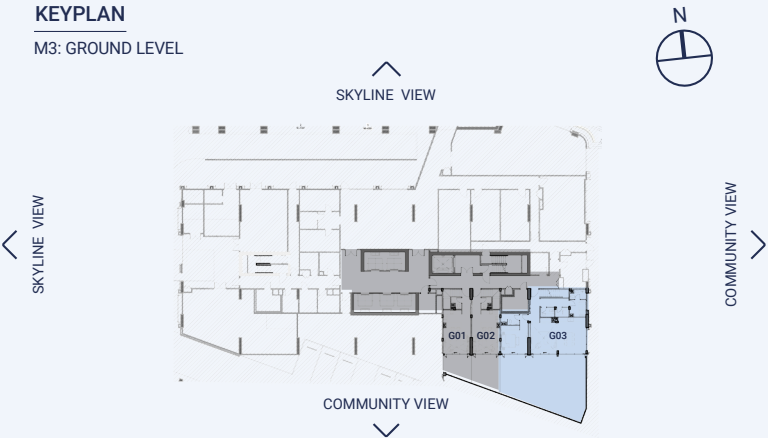 KEYPLAN
M3: GROUND LEVEL
N
SKYLINE VIEW
SKYLINE VIEW
COMMUNITY VIEW
G01
G02
G03
COMMUNITY VIEW